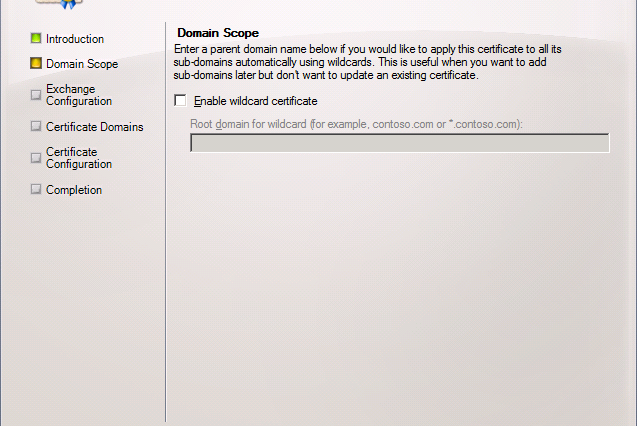 Introduction
Domain Scope
Exchange
Configuration
Certificate Domains
Certificate
Configuration
Completion
Domain Scope
Enter a parent domain name below if you would like to apply this certificate to all its
sub-domains automatically using wildcards. This is useful when you want to add
sub-domains later but don't want to update an existing certificate.
Enable wildcard certificate
Root domain for wildcard (for example, contoso.com or *.contoso.com):